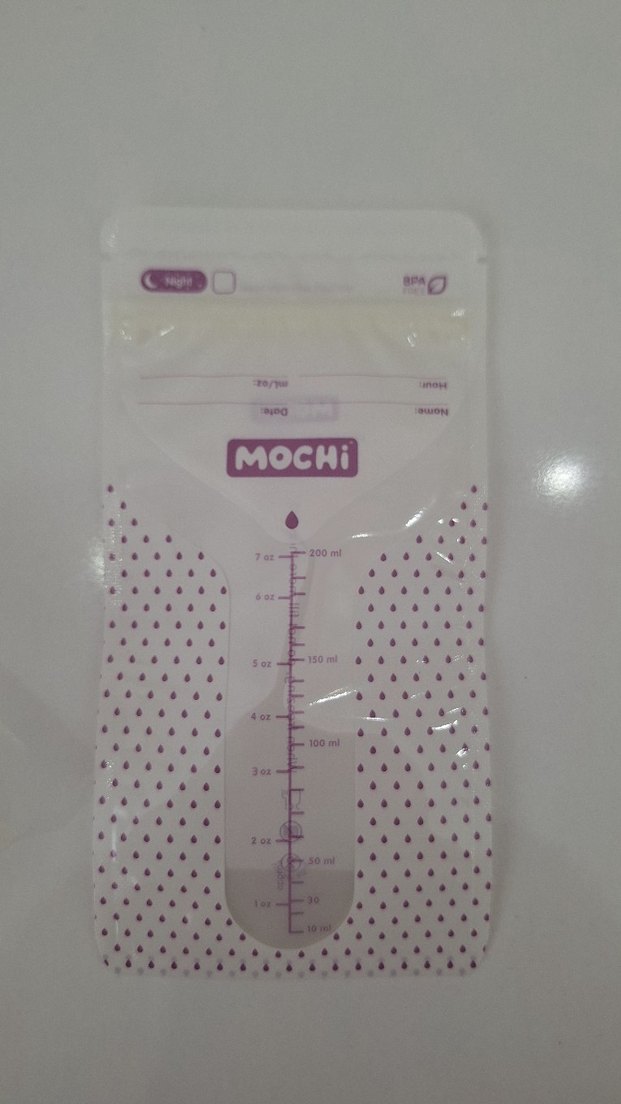 Night
BPA
FREE
mL/oz:
Hour:
Date:
Name:
MOCHi
7 oz
200 ml
6 oz
5 oz
150 ml
4 oz
100 ml
3 oz
2 oz
50 ml
1 oz
30
10 ml